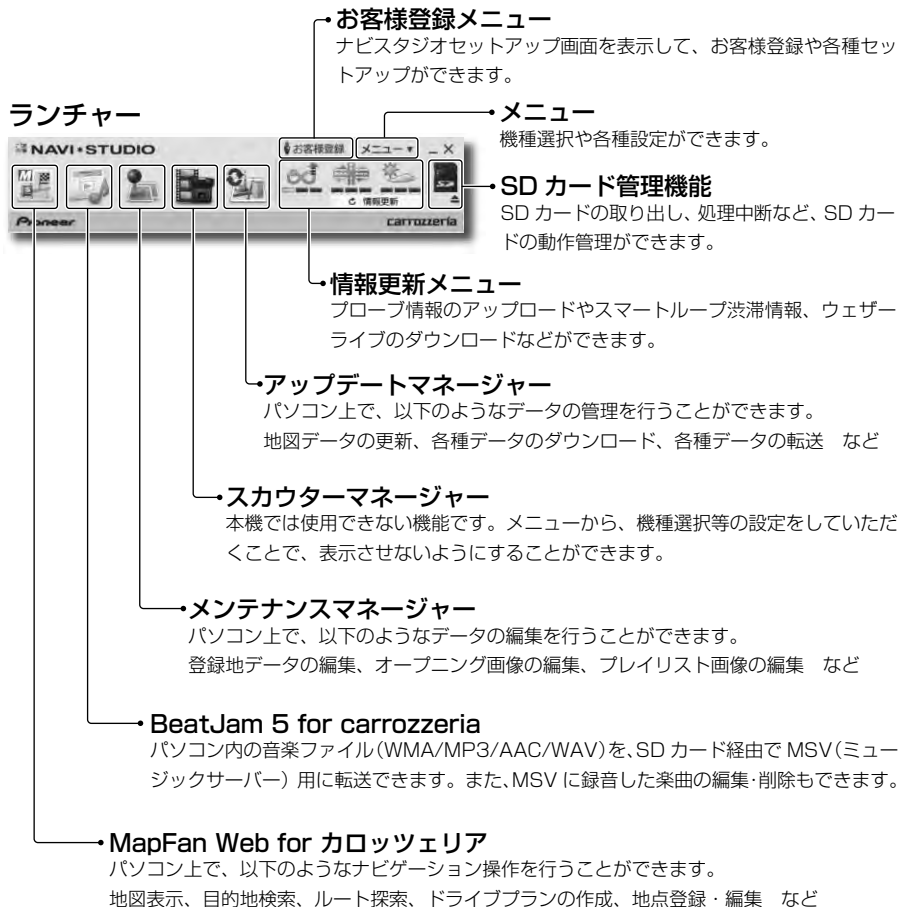 お客様登録メニュー
ナビスタジオセットアップ画面を表示して、お客様登録や各種セッ
トアップができます。
ランチャー
メニュー
機種選択や各種設定ができます。
NAVI・STUDIO
お客様登録
メニュー▼
SD カード管理機能
SD カードの取り出し、処理中断など、SD カー
ドの動作管理ができます。
情報更新
Pioneer
carrozzeria
情報更新メニュー
プローブ情報のアップロードやスマートループ渋滞情報、ウェザー
ライブのダウンロードなどができます。
アップデートマネージャー
パソコン上で、以下のようなデータの管理を行うことができます。
地図データの更新、各種データのダウンロード、各種データの転送　など
スカウターマネージャー
本機では使用できない機能です。メニューから、機種選択等の設定をしていただ
くことで、表示させないようにすることができます。
メンテナンスマネージャー
パソコン上で、以下のようなデータの編集を行うことができます。
登録地データの編集、オープニング画像の編集、プレイリスト画像の編集　など
BeatJam 5 for carrozzeria
パソコン内の音楽ファイル（WMA/MP3/AAC/WAV）を、SD カード経由で MSV（ミュー
ジックサーバー）用に転送できます。また、MSV に録音した楽曲の編集・削除もできます。
MapFan Web for カロッツェリア
パソコン上で、以下のようなナビゲーション操作を行うことができます。
地図表示、目的地検索、ルート探索、ドライブプランの作成、地点登録・編集　など